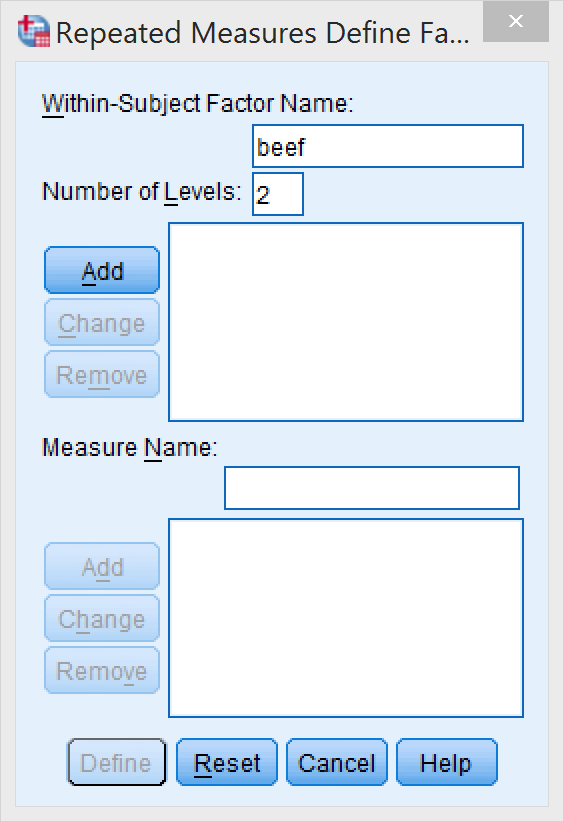 Repeated Measures Define Fa...
Within-Subject Factor Name:
beef
Number of Levels: 2
Add
Change
Remove
Measure Name:
Add
Change
Remove
Define Reset Cancel Help